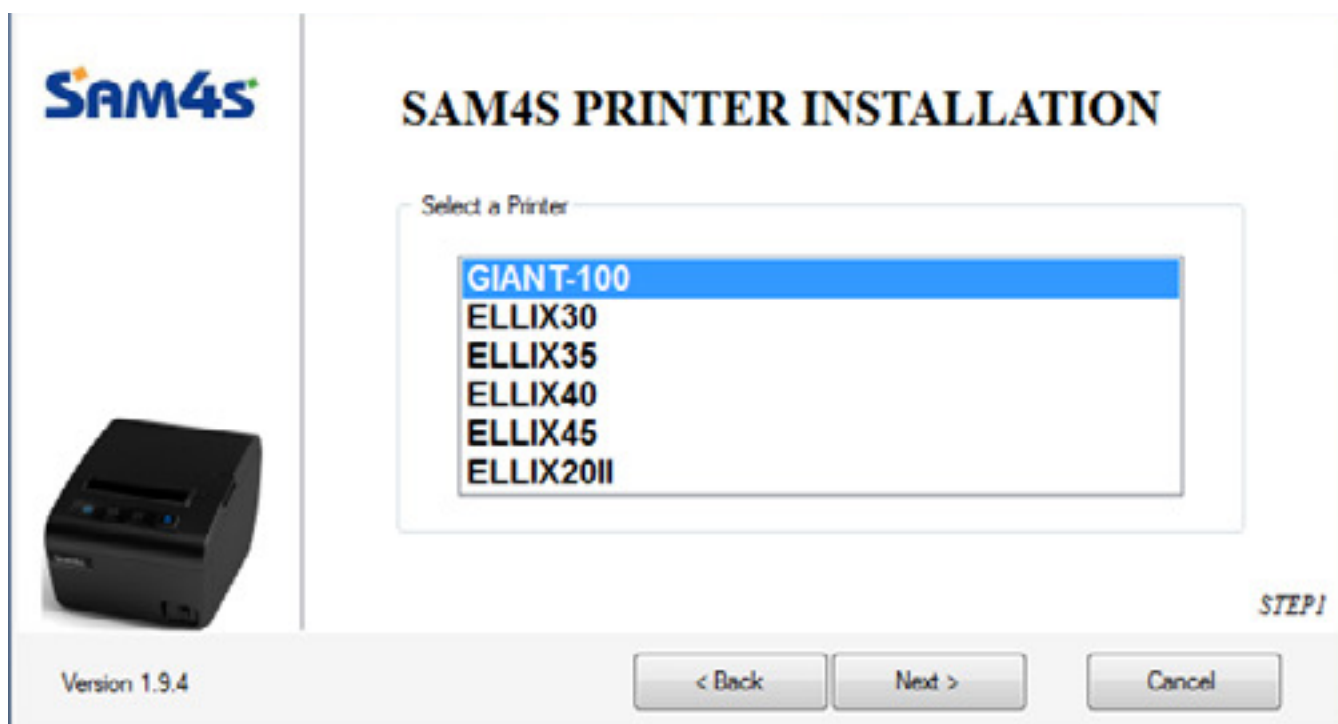 SAM4S
SAM4S PRINTER INSTALLATION
Select a Printer
GIANT-100
ELLIX30
ELLIX35
ELLIX40
ELLIX45
ELLIX20II
STEP1
Version 1.9.4
< Back
Next >
Cancel